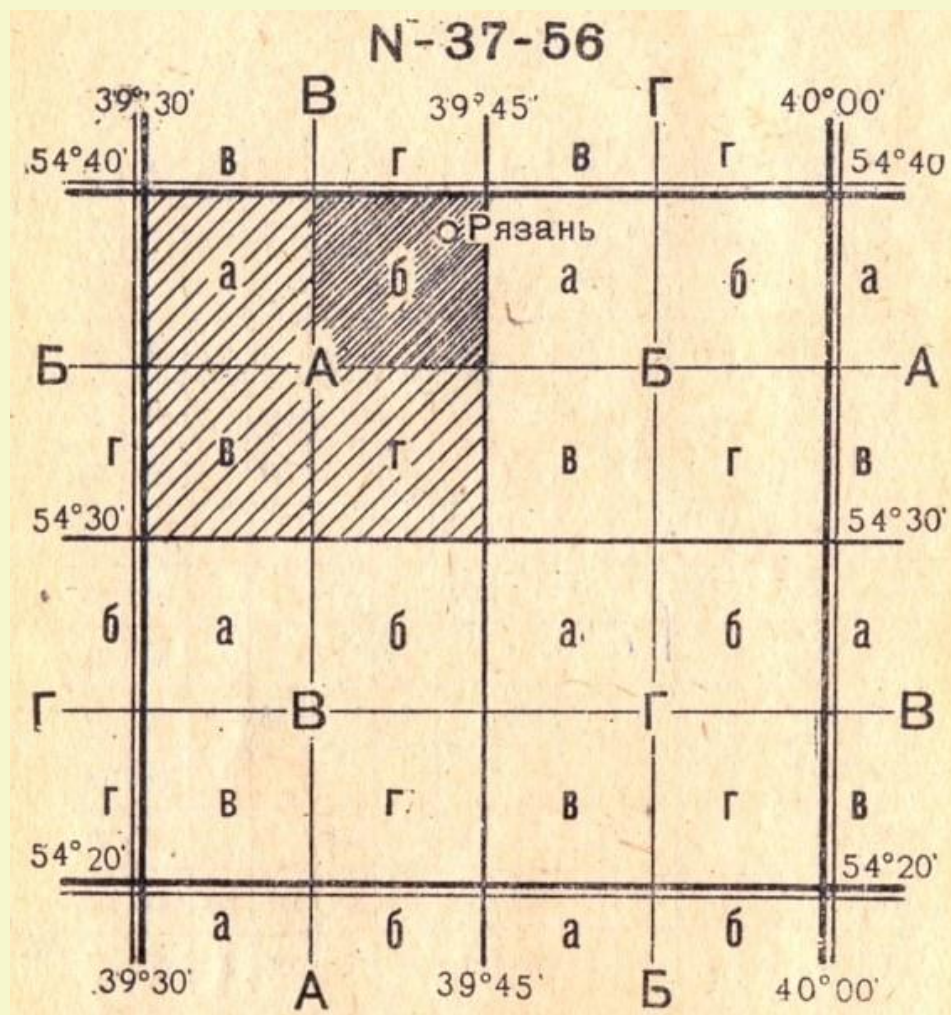 N-37-56
39°30' В 39°45' Г 40°00'
54°40' в г в г 54°40
Рязань
а б а б а
Б А Б А
г в г в г в
54°30' 54°30'
б а б а б а
Г В Г В
г в г в г в
54°20' 54°20'
а б а б
39°30' А 39°45' Б 40°00'